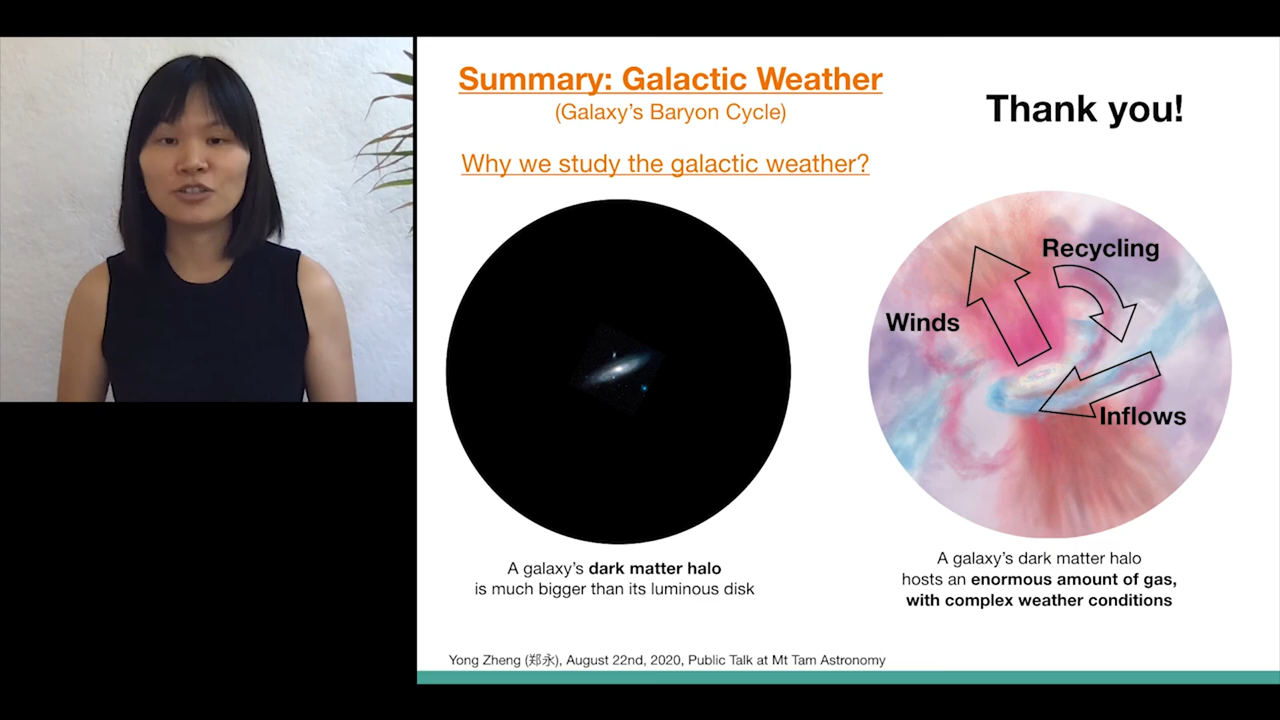 Summary: Galactic Weather
(Galaxy's Baryon Cycle)
Thank you!
Why we study the galactic weather?
Recycling
Winds
Inflows
A galaxy's dark matter halo
is much bigger than its luminous disk
A galaxy's dark matter halo
hosts an enormous amount of gas,
with complex weather conditions
Yong Zheng (郑永), August 22nd, 2020, Public Talk at Mt Tam Astronomy